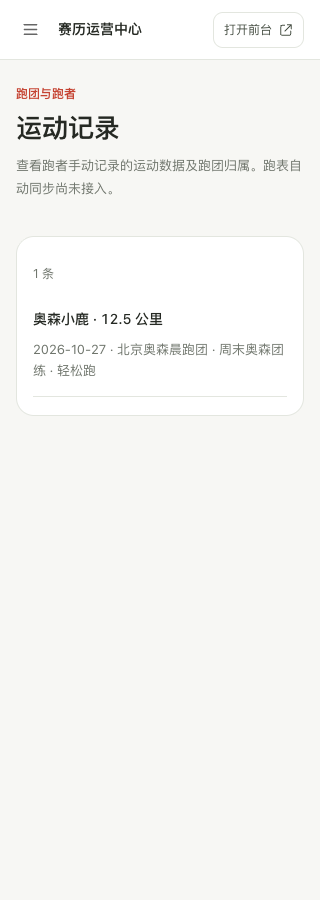 赛历运营中心
打开前台
跑团与跑者
运动记录
查看跑者手动记录的运动数据及跑团归属。跑表自
动同步尚未接入。
1 条
奥森小鹿 · 12.5 公里
2026-10-27 · 北京奥森晨跑团 · 周末奥森团
练 · 轻松跑